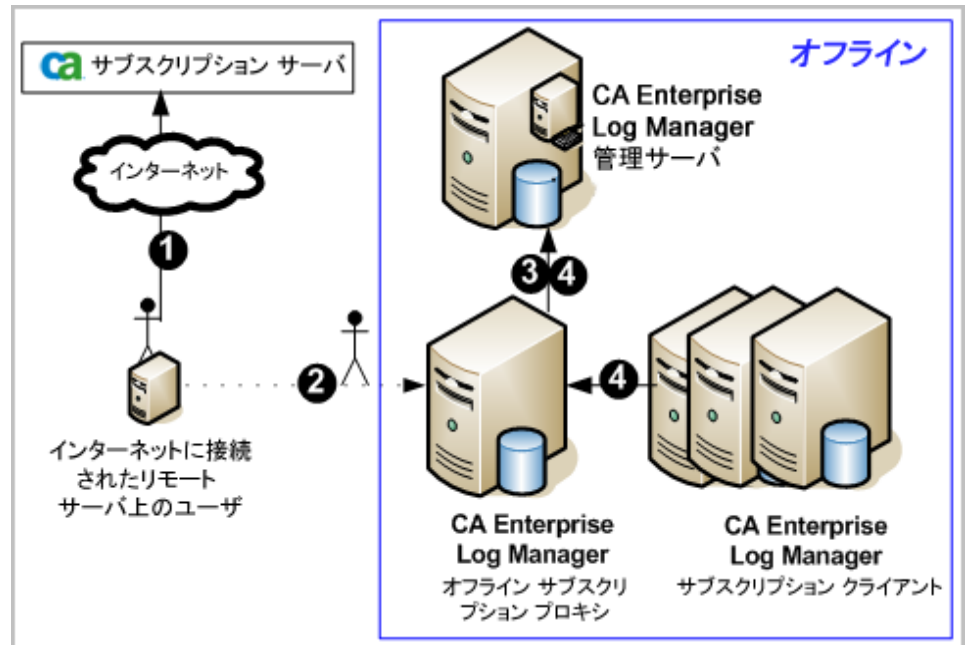 ca サブスクリプション サーバ
オフライン
CA Enterprise
Log Manager
管理サーバ
インターネット
1
3 4
2
4
インターネットに接続
されたリモート
サーバ上のユーザ
CA Enterprise
Log Manager
オフライン サブスクリ
プション プロキシ
CA Enterprise
Log Manager
サブスクリプション クライアント